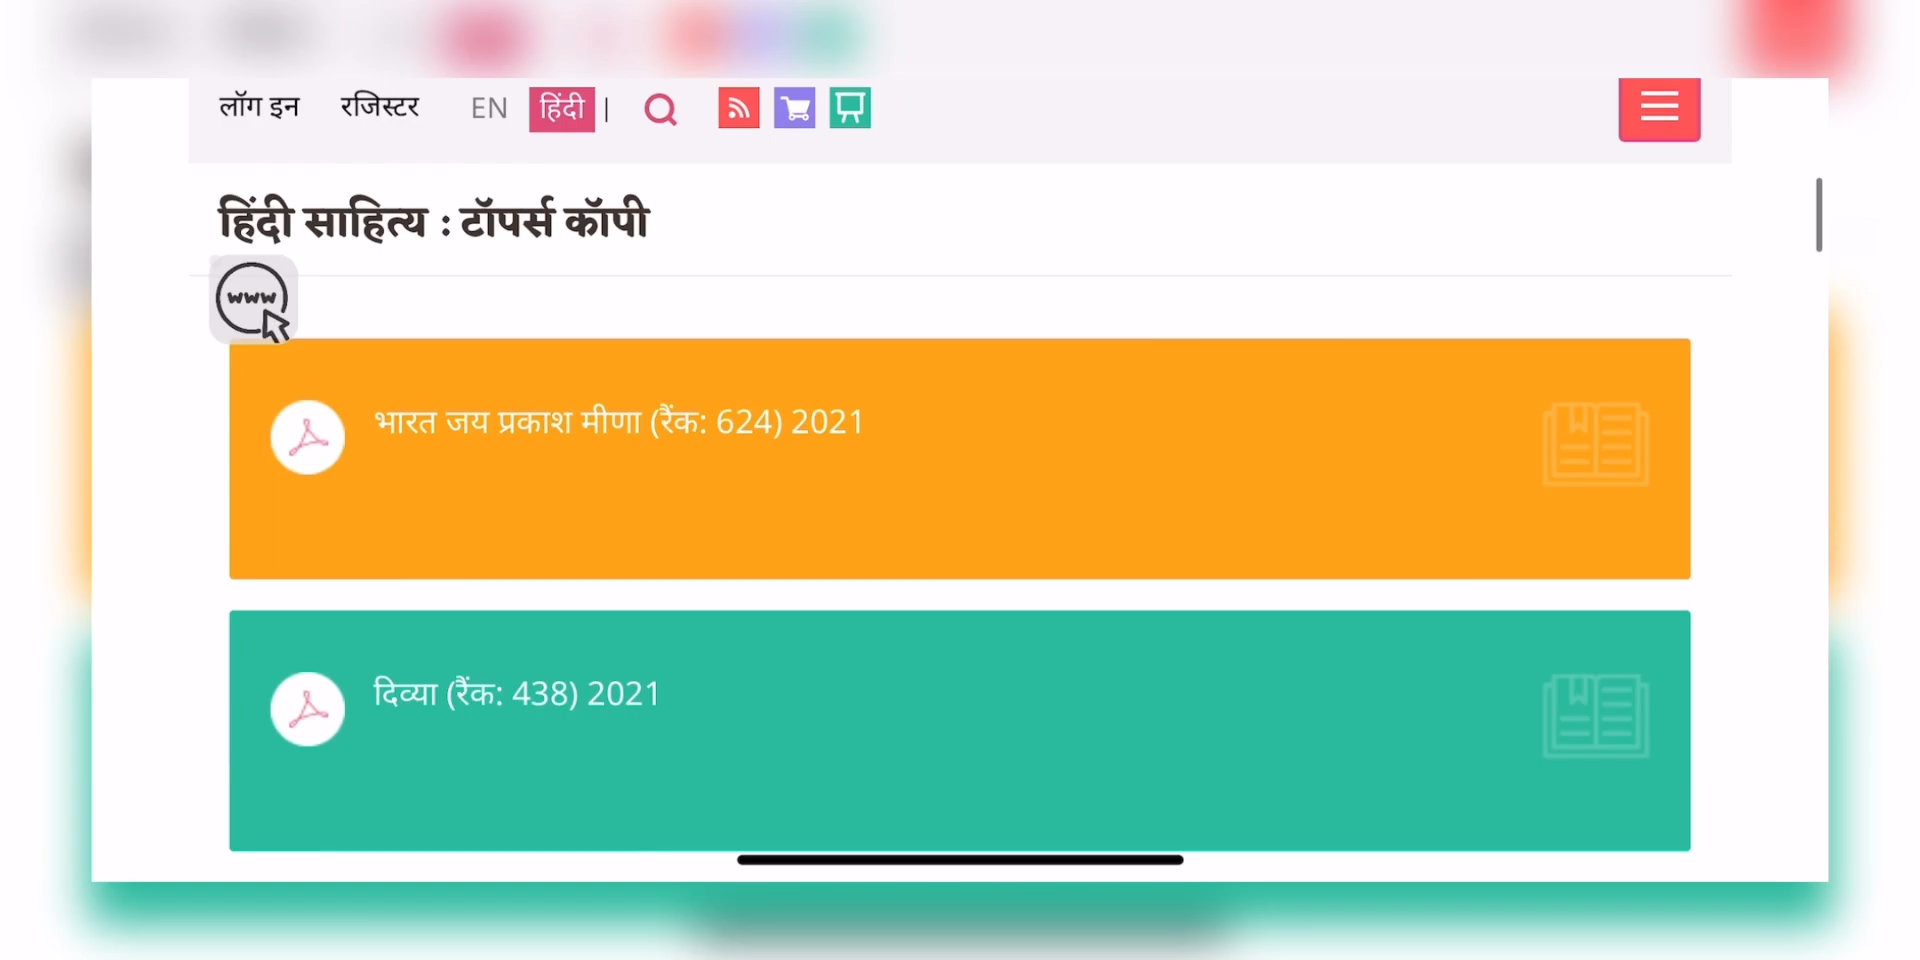 लॉग इन रजिस्टर EN हिंदी |
हिंदी साहित्य : टॉपर्स कॉपी
www
भारत जय प्रकाश मीणा (रैंक: 624) 2021
दिव्या (रैंक: 438) 2021